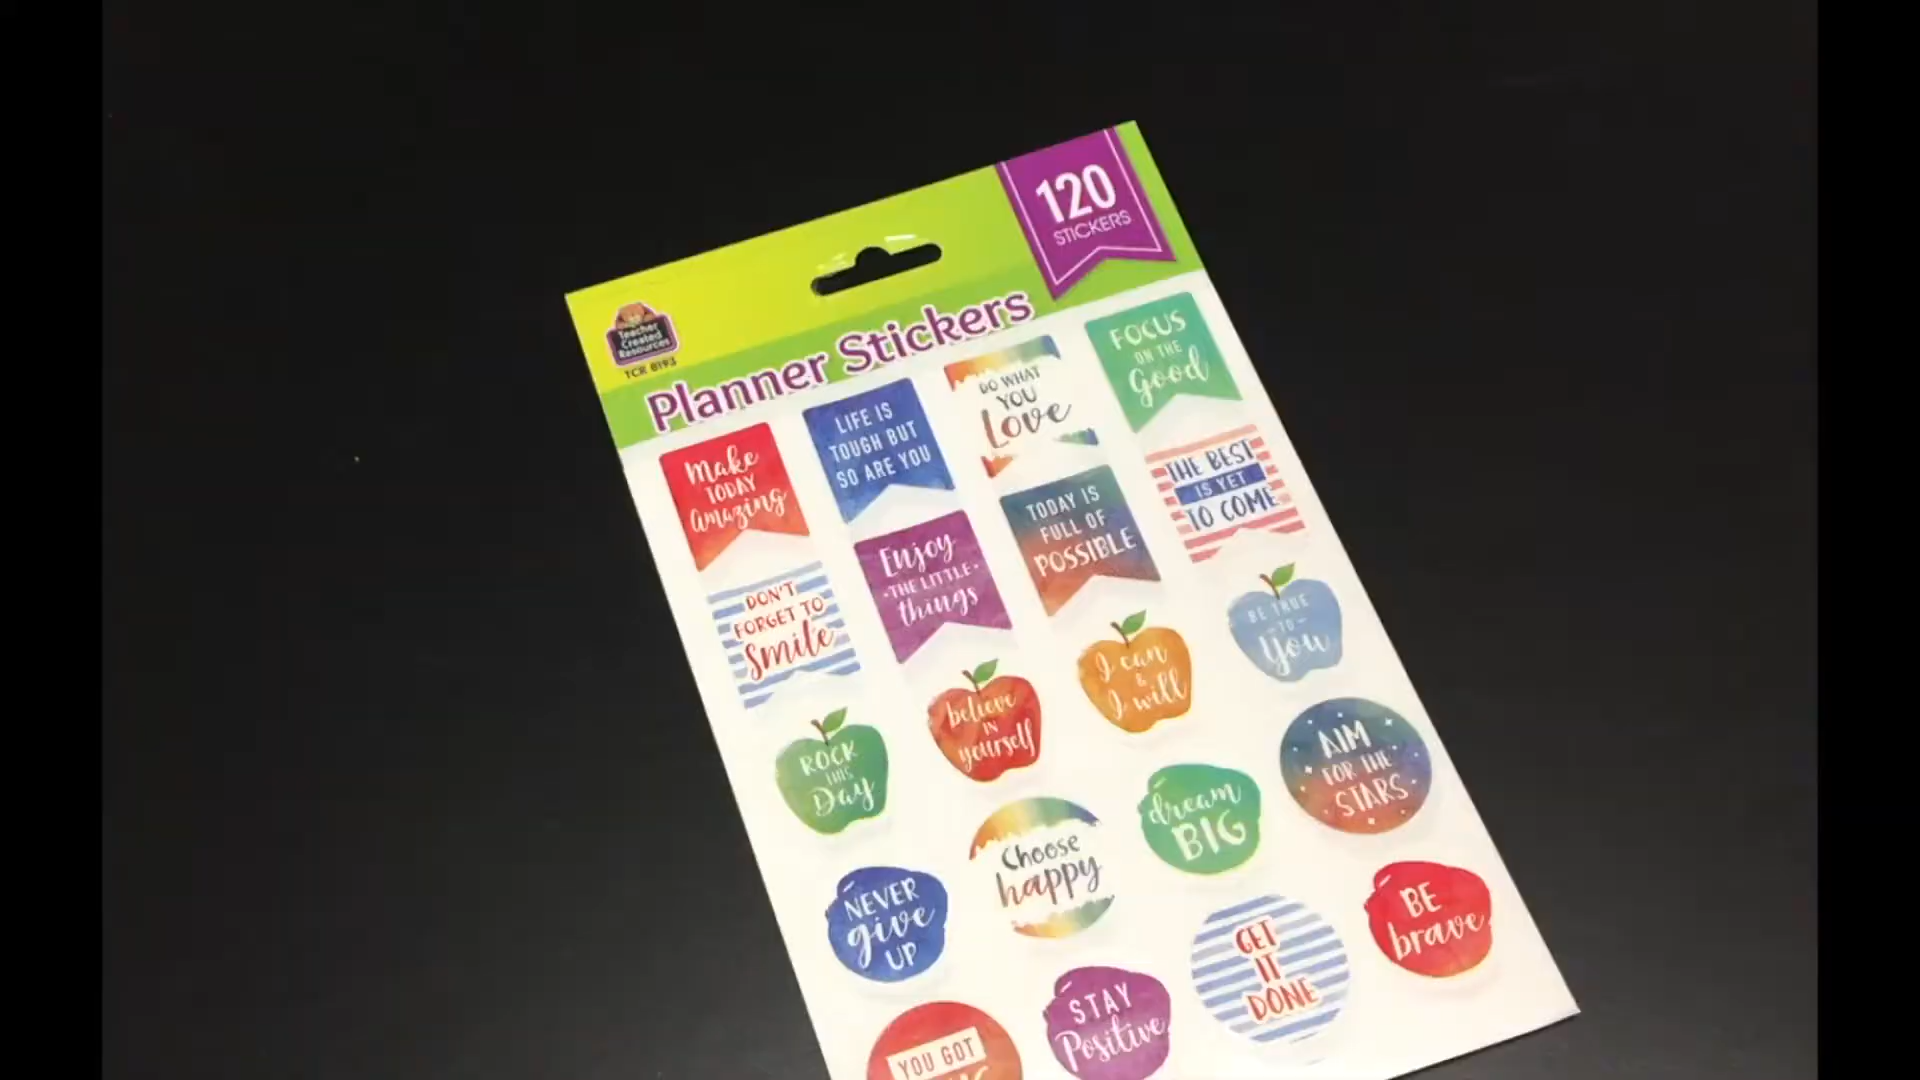 120
STICKERS
Teacher
Created
Resources
TCR 8193
Planner Stickers
Make
TODAY
Amazing
LIFE IS
TOUGH BUT
SO ARE YOU
DO WHAT
YOU
Love
FOCUS
ON THE
Good
DON'T
FORGET TO
Smile
Enjoy
·THE LITTLE·
things
TODAY IS
FULL OF
POSSIBLE
THE BEST
IS YET
TO COME
ROCK
THIS
Day
believe
IN
yourself
I can
&
I will
BE TRUE
-TO-
You
NEVER
give
UP
Choose
happy
dream
BIG
AIM
FOR THE
STARS
YOU GOT
STAY
Positive
GET
IT
DONE
BE
brave